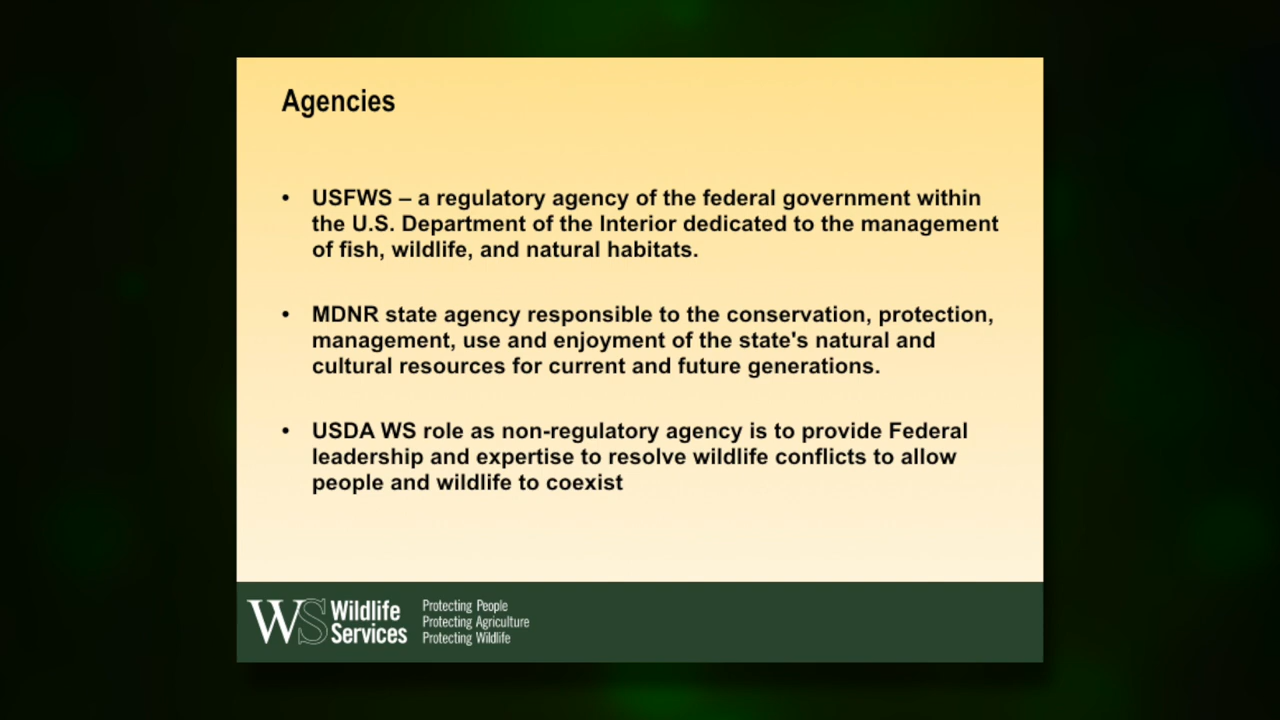 Agencies
• USFWS – a regulatory agency of the federal government within
the U.S. Department of the Interior dedicated to the management
of fish, wildlife, and natural habitats.
• MDNR state agency responsible to the conservation, protection,
management, use and enjoyment of the state's natural and
cultural resources for current and future generations.
• USDA WS role as non-regulatory agency is to provide Federal
leadership and expertise to resolve wildlife conflicts to allow
people and wildlife to coexist
WS Wildlife
Services
Protecting People
Protecting Agriculture
Protecting Wildlife